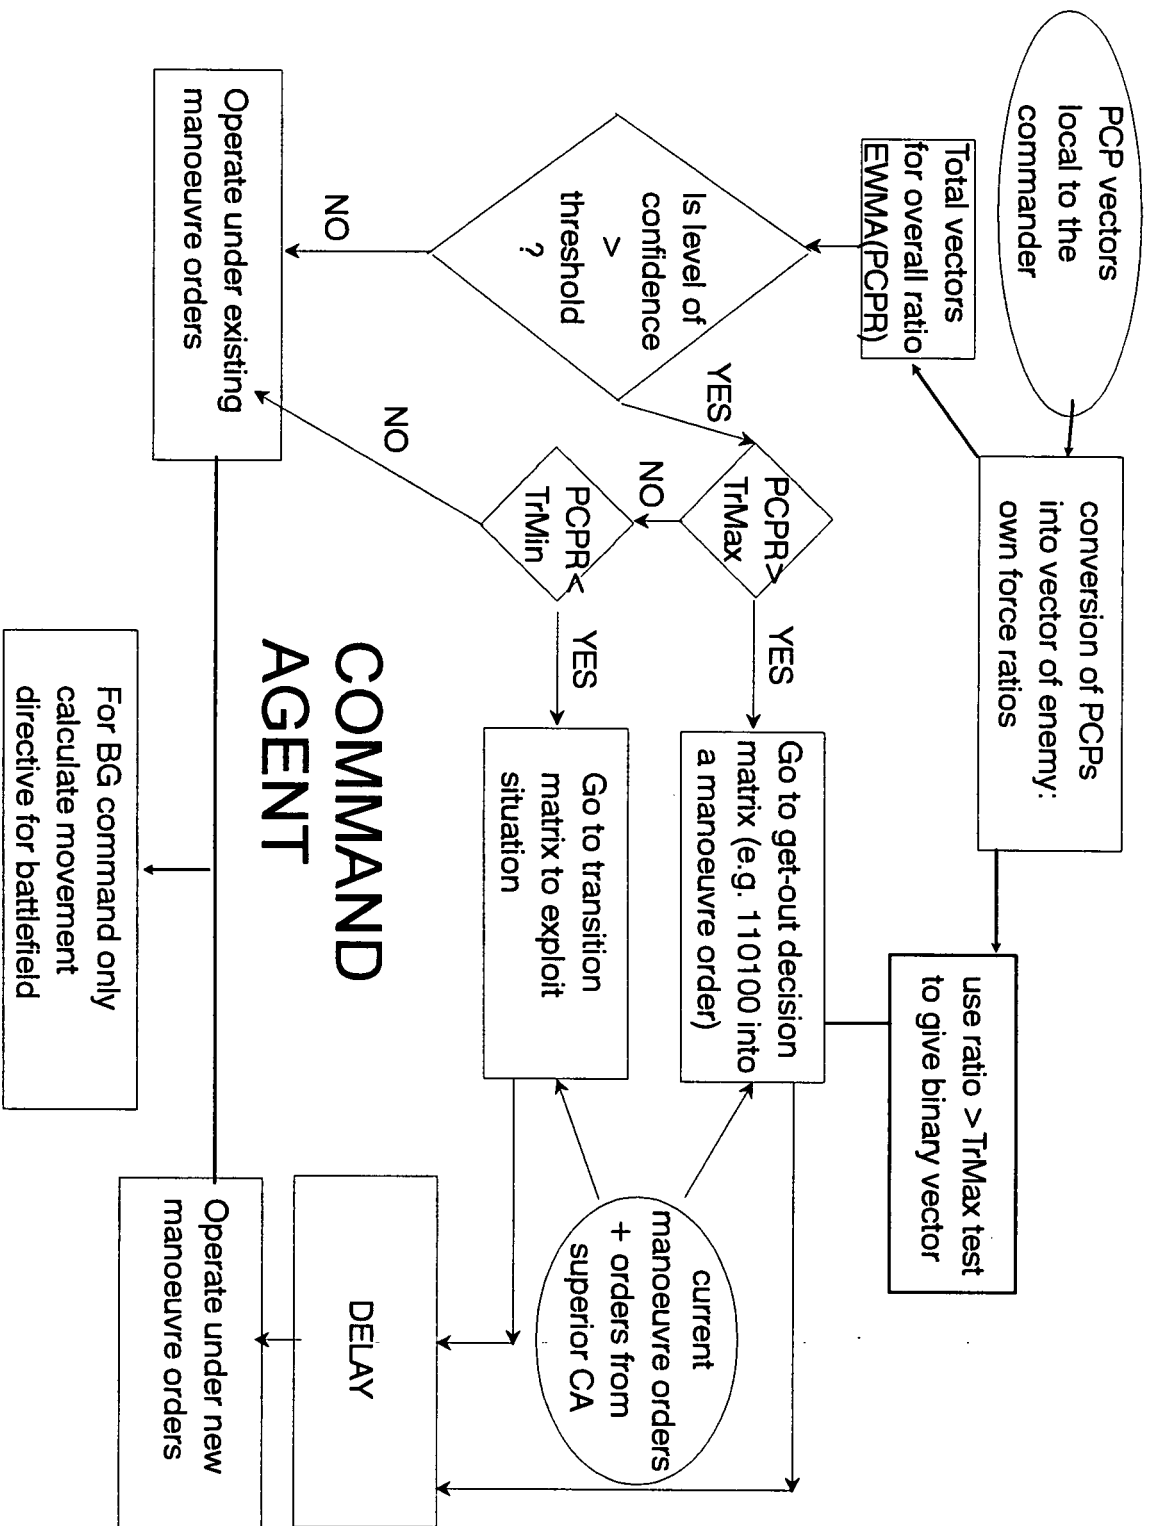 PCP vectors
local to the
commander
conversion of PCPs
into vector of enemy:
own force ratios
use ratio >TrMax test
to give binary vector
Total vectors
for overall ratio
EWMA(PCPR)
Is level of
confidence
>
threshold
?
YES
NO
PCPR>
TrMax
YES
NO
Go to get-out decision
matrix (e.g. 110100 into
a manoeuvre order)
PCPR<
TrMin
YES
NO
Go to transition
matrix to exploit
situation
current
manoeuvre orders
+ orders from
superior CA
COMMAND
AGENT
DELAY
Operate under existing
manoeuvre orders
Operate under new
manoeuvre orders
For BG command only
calculate movement
directive for battlefield